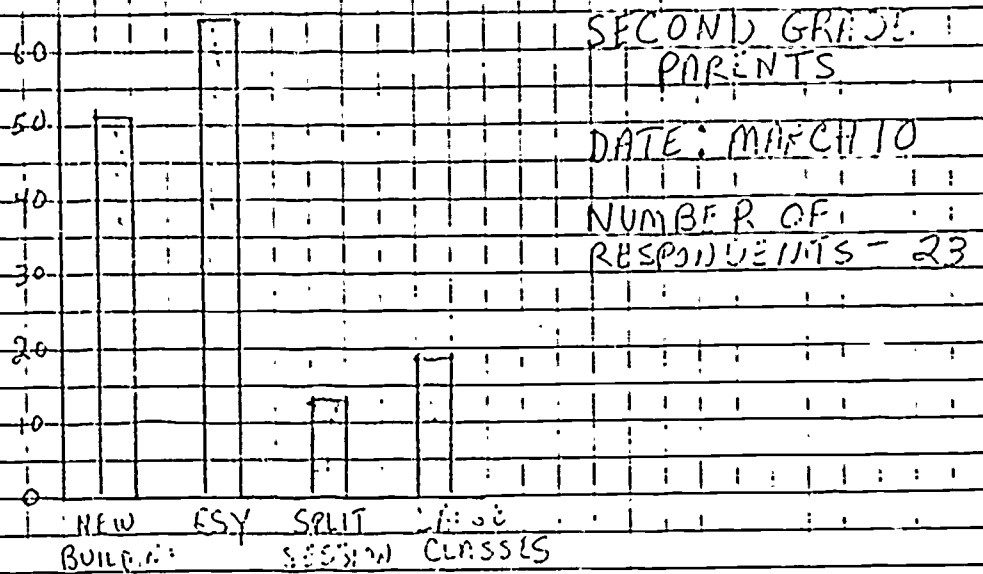 SECOND GRADE
PARENTS
DATE: MARCH 10
NUMBER OF
RESPONDENTS - 23
60
50
40
30
20
10
0
NEW ESY SPLIT
BUILDING SESSION CLASSES